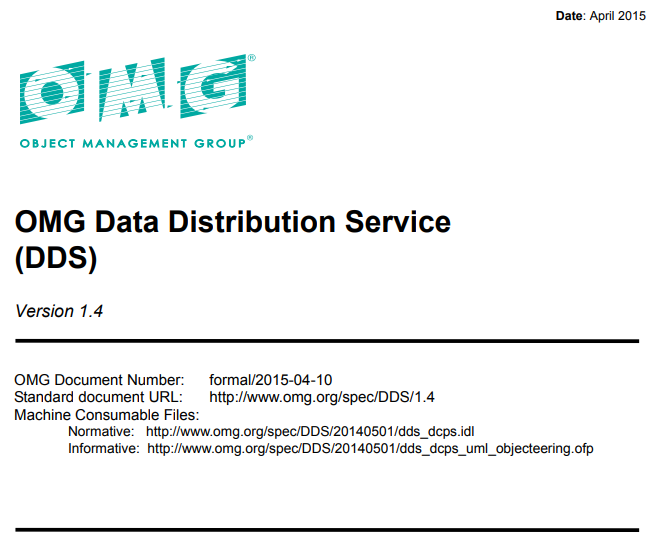 Date: April 2015
OMG®
OBJECT MANAGEMENT GROUP®
OMG Data Distribution Service
(DDS)
Version 1.4
OMG Document Number: formal/2015-04-10
Standard document URL: http://www.omg.org/spec/DDS/1.4
Machine Consumable Files:
Normative: http://www.omg.org/spec/DDS/20140501/dds_dcps.idl
Informative: http://www.omg.org/spec/DDS/20140501/dds_dcps_uml_objecteering.ofp